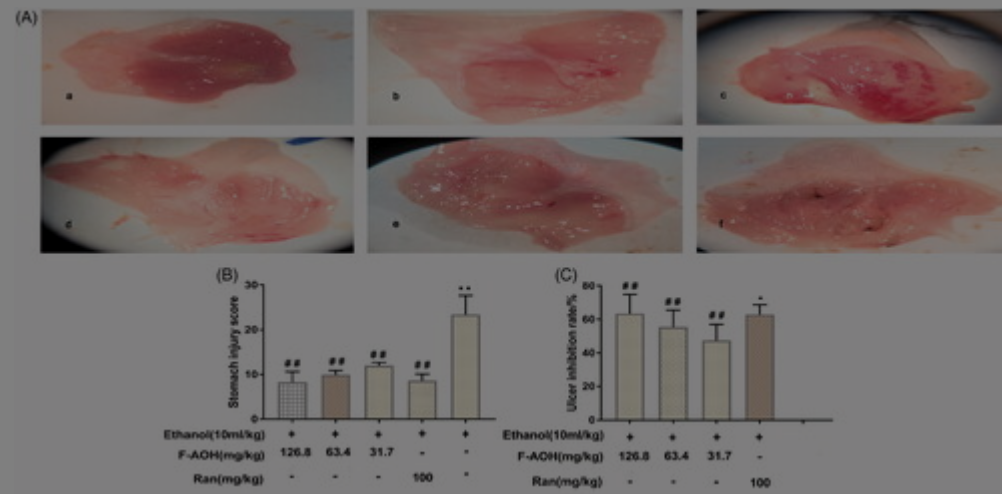 (A)
a
b
c
d
e
f
(B)
Stomach injury score
30
20
10
0
##
##
##
##
**
Ethanol(10ml/kg) + + + + +
F-AOH(mg/kg) 126.8 63.4 31.7 - -
Ran(mg/kg) - - - 100 -
(C)
Ulcer inhibition rate/%
80
60
40
20
0
##
##
##
Ethanol(10ml/kg) + + + +
F-AOH(mg/kg) 126.8 63.4 31.7 -
Ran(mg/kg) - - - 100